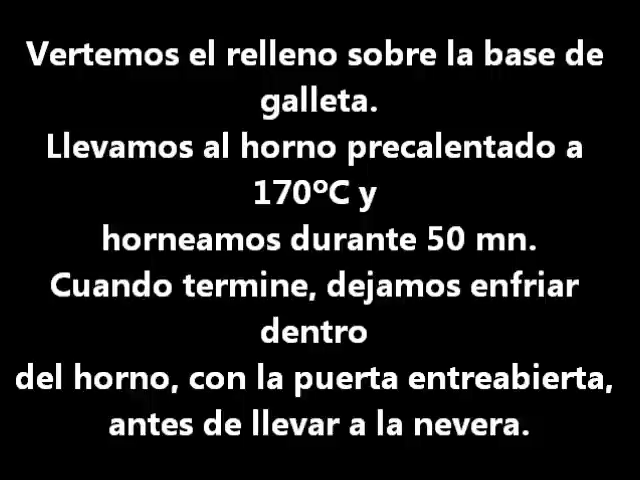 Vertemos el relleno sobre la base de
galleta.
Llevamos al horno precalentado a
170ºC y
horneamos durante 50 mn.
Cuando termine, dejamos enfriar
dentro
del horno, con la puerta entreabierta,
antes de llevar a la nevera.